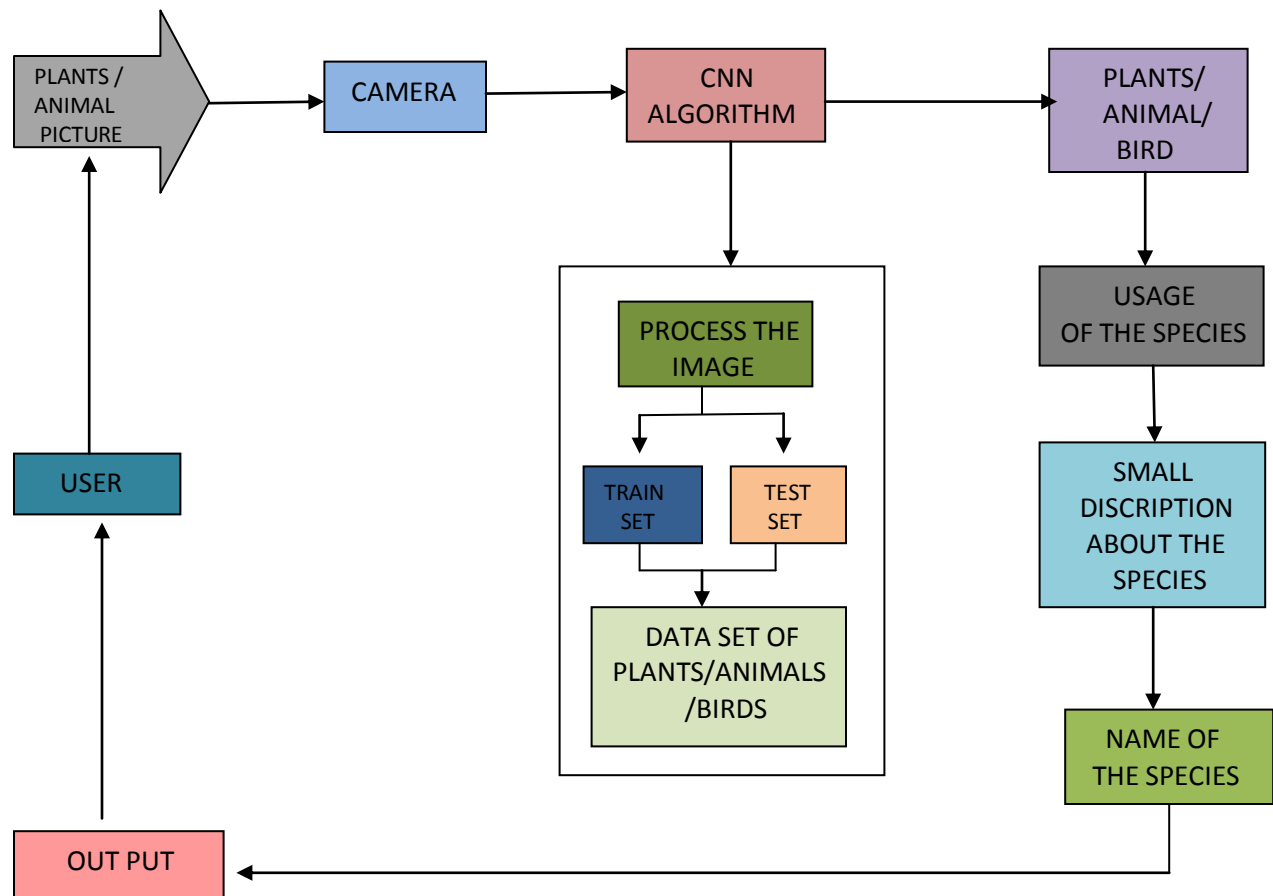 PLANTS /
ANIMAL
PICTURE
CAMERA
CNN
ALGORITHM
PLANTS/
ANIMAL/
BIRD
USAGE
OF THE SPECIES
PROCESS THE
IMAGE
USER
TRAIN
SET
TEST
SET
SMALL
DISCRIPTION
ABOUT THE
SPECIES
DATA SET OF
PLANTS/ANIMALS
/BIRDS
NAME OF
THE SPECIES
OUT PUT